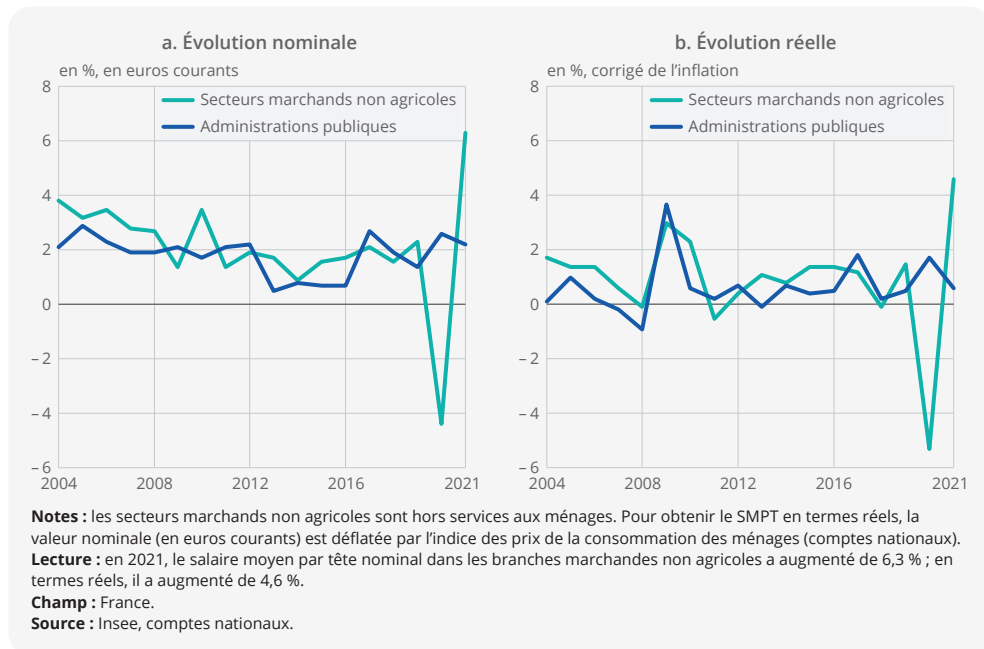 a. Évolution nominale
en %, en euros courants
Secteurs marchands non agricoles
Administrations publiques
8
6
4
2
0
– 2
– 4
– 6
2004
2008
2012
2016
2021
b. Évolution réelle
en %, corrigé de l’inflation
Secteurs marchands non agricoles
Administrations publiques
8
6
4
2
0
– 2
– 4
– 6
2004
2008
2012
2016
2021
Notes : les secteurs marchands non agricoles sont hors services aux ménages. Pour obtenir le SMPT en termes réels, la
valeur nominale (en euros courants) est déflatée par l’indice des prix de la consommation des ménages (comptes nationaux).
Lecture : en 2021, le salaire moyen par tête nominal dans les branches marchandes non agricoles a augmenté de 6,3 % ; en
termes réels, il a augmenté de 4,6 %.
Champ : France.
Source : Insee, comptes nationaux.